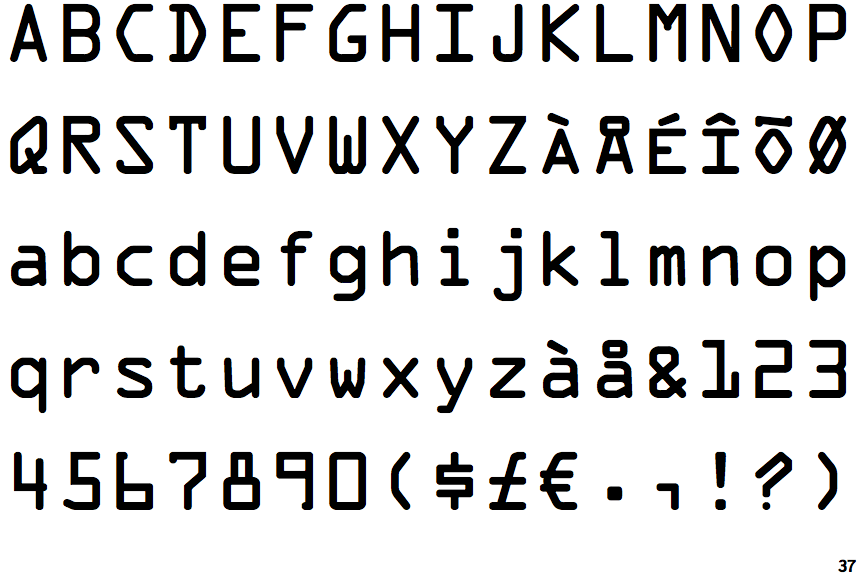 ABCDEFGHIJKLMNOP
QRSTUVWXYZÀÅÉÎÕØ
abcdefghijklmnop
qrstuvwxyzàå&123
4567890($£€.,!?)
37